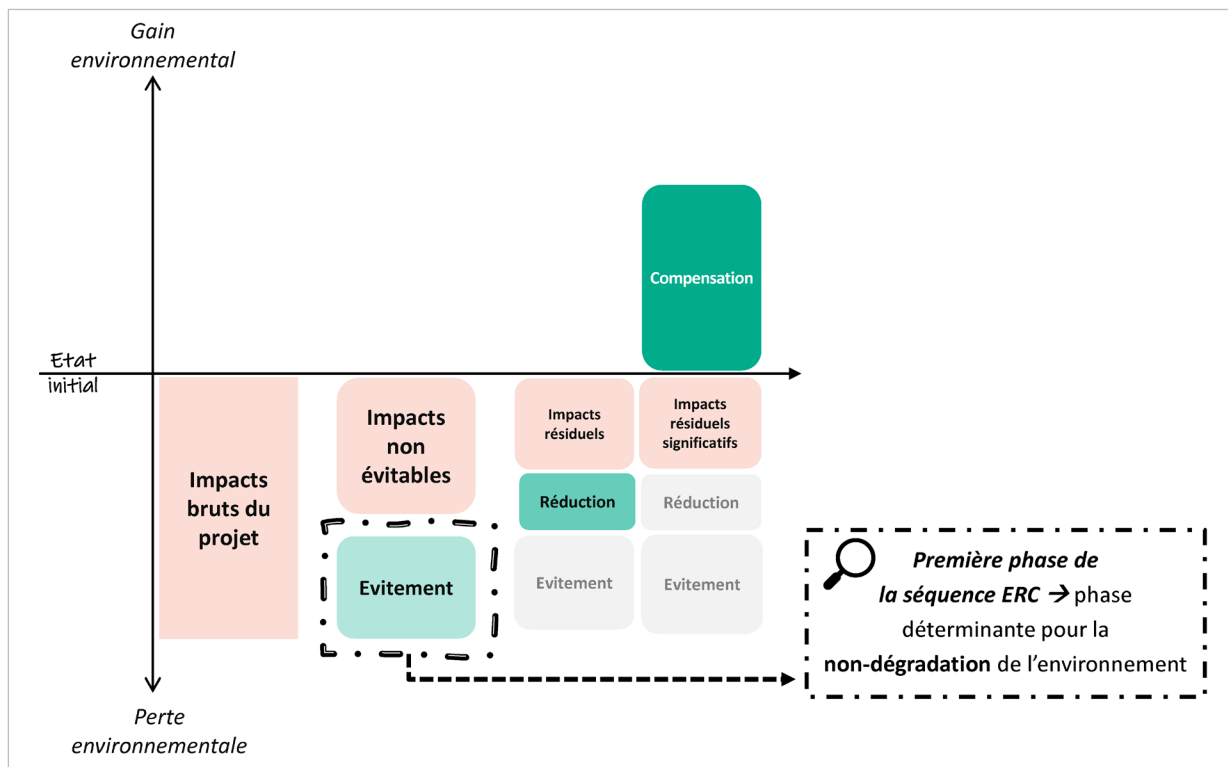 Gain
environnemental
Etat
initial
Compensation
Impacts
bruts du
projet
Impacts
non
évitables
Evitement
Impacts
résiduels
Réduction
Evitement
Impacts
résiduels
significatifs
Réduction
Evitement
Première phase de
la séquence ERC → phase
déterminante pour la
non-dégradation de l’environnement
Perte
environnementale